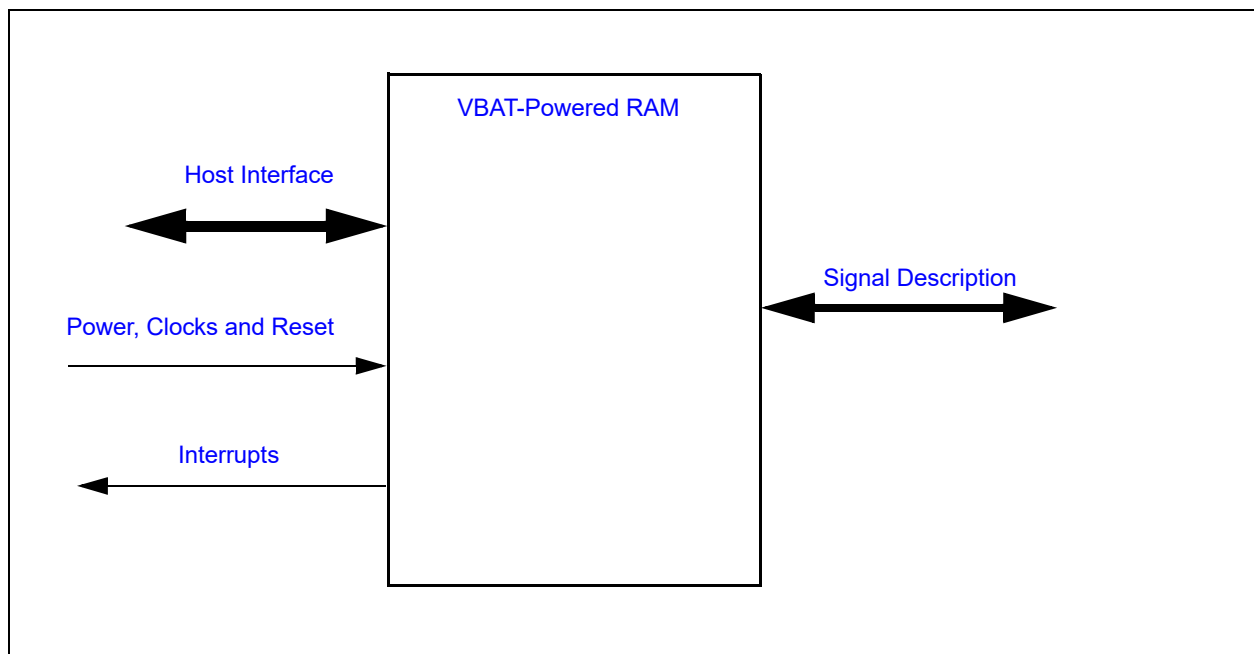 VBAT-Powered RAM
Host Interface
Signal Description
Power, Clocks and Reset
Interrupts